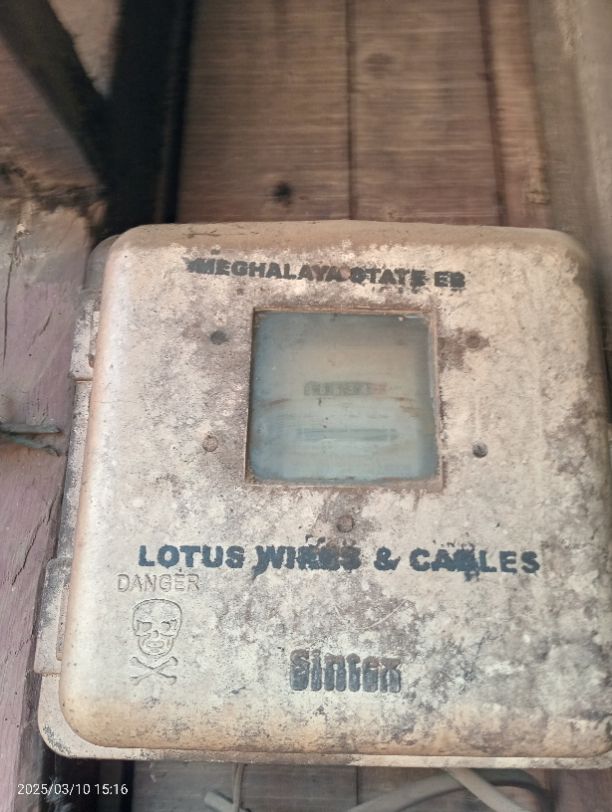 MEGHALAYA STATE EB
LOTUS WIRES & CABLES
DANGER
Sintex
2025/03/10 15:16